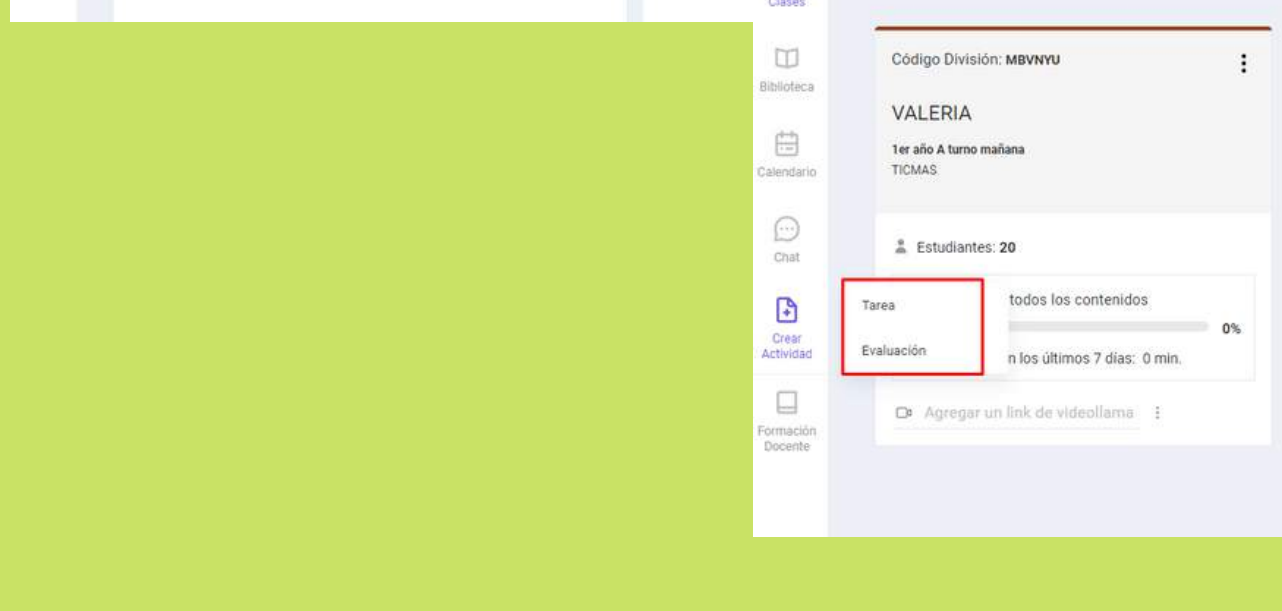 Clases
Biblioteca
Calendario
Chat
Crear
Actividad
Formación
Docente
Código División: MBVNYU
VALERIA
1er año A turno mañana
TICMAS
Estudiantes: 20
Tarea
Evaluación
todos los contenidos
0%
n los últimos 7 días: 0 min.
Agregar un link de videollama